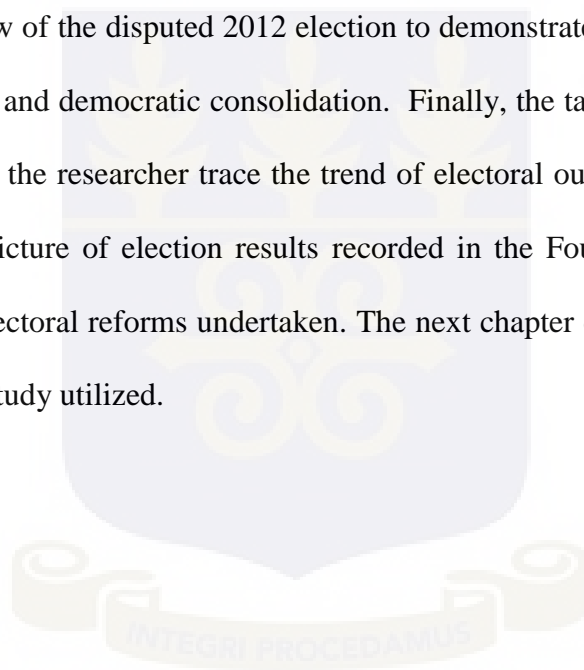 w of the disputed 2012 election to demonstrate
and democratic consolidation. Finally, the ta
the researcher trace the trend of electoral ou
icture of election results recorded in the Fou
ectoral reforms undertaken. The next chapter
tudy utilized.
INTEGRI PROCEDAMUS